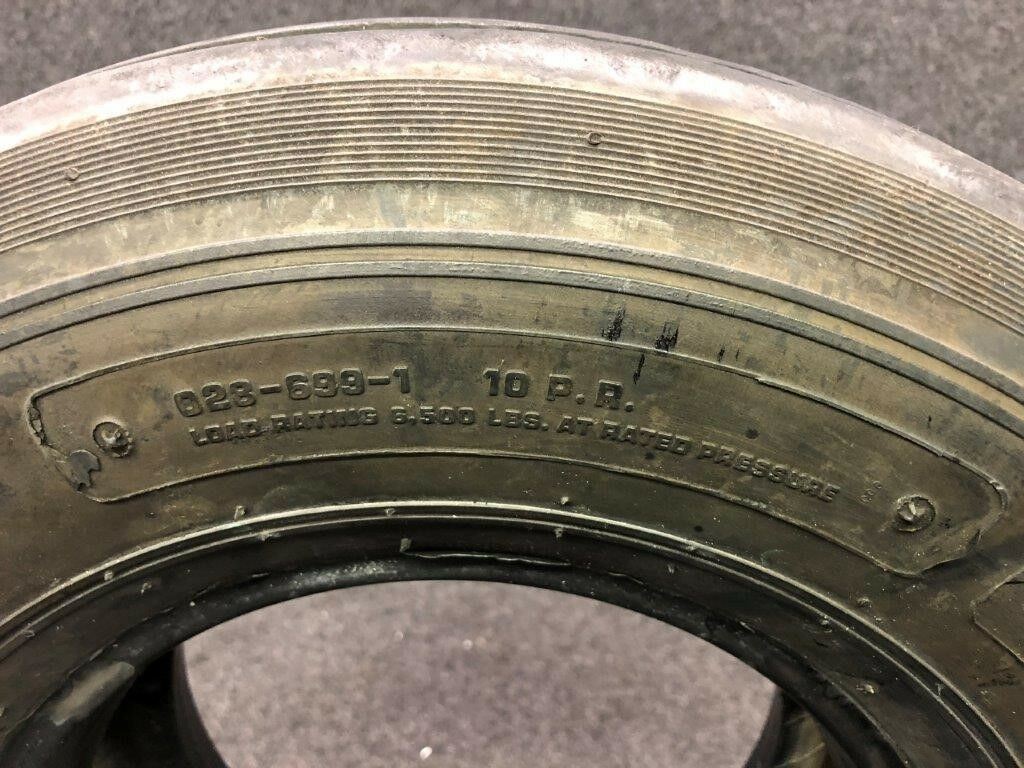 028-699-1 10 P.R.
LOAD RATING 6,500 LBS. AT RATED PRESSURE